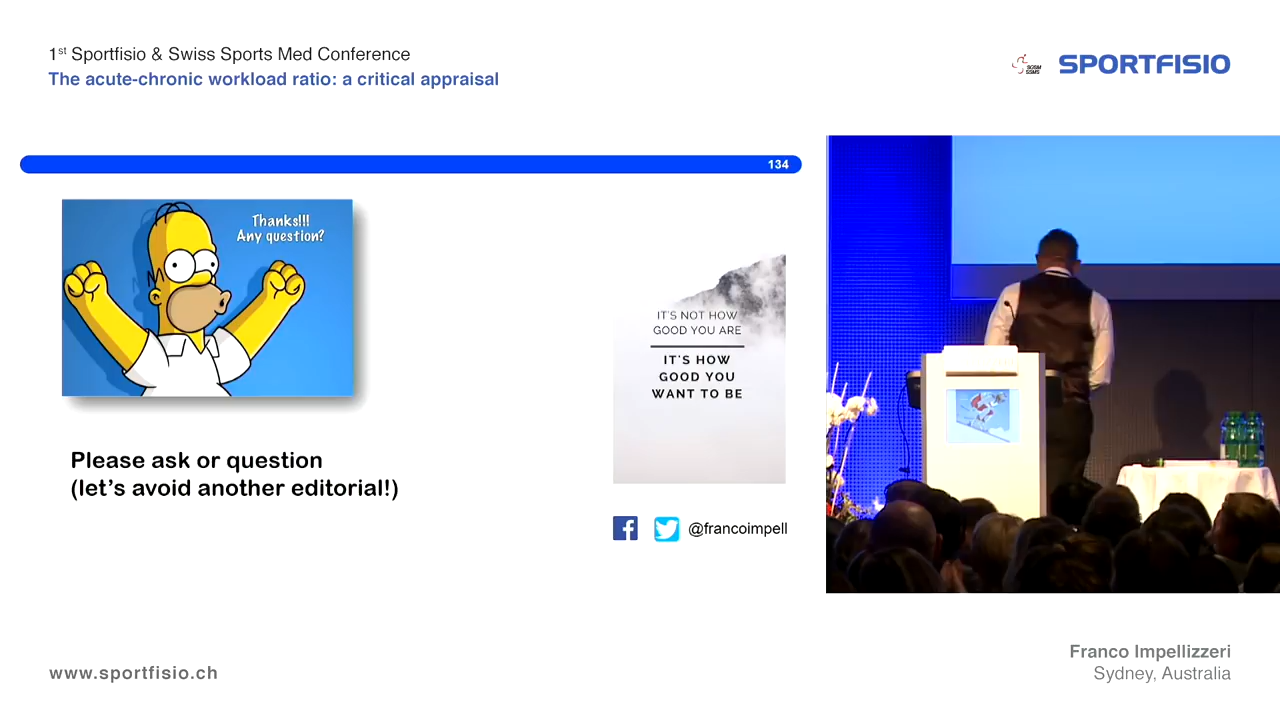 1st Sportfisio & Swiss Sports Med Conference
The acute-chronic workload ratio: a critical appraisal
SGSM
SSMS
SPORTFISIO
134
Thanks!!!
Any question?
IT'S NOT HOW
GOOD YOU ARE
IT'S HOW
GOOD YOU
WANT TO BE
Please ask or question
(let's avoid another editorial!)
@francoimpell
www.sportfisio.ch
Franco Impellizzeri
Sydney, Australia